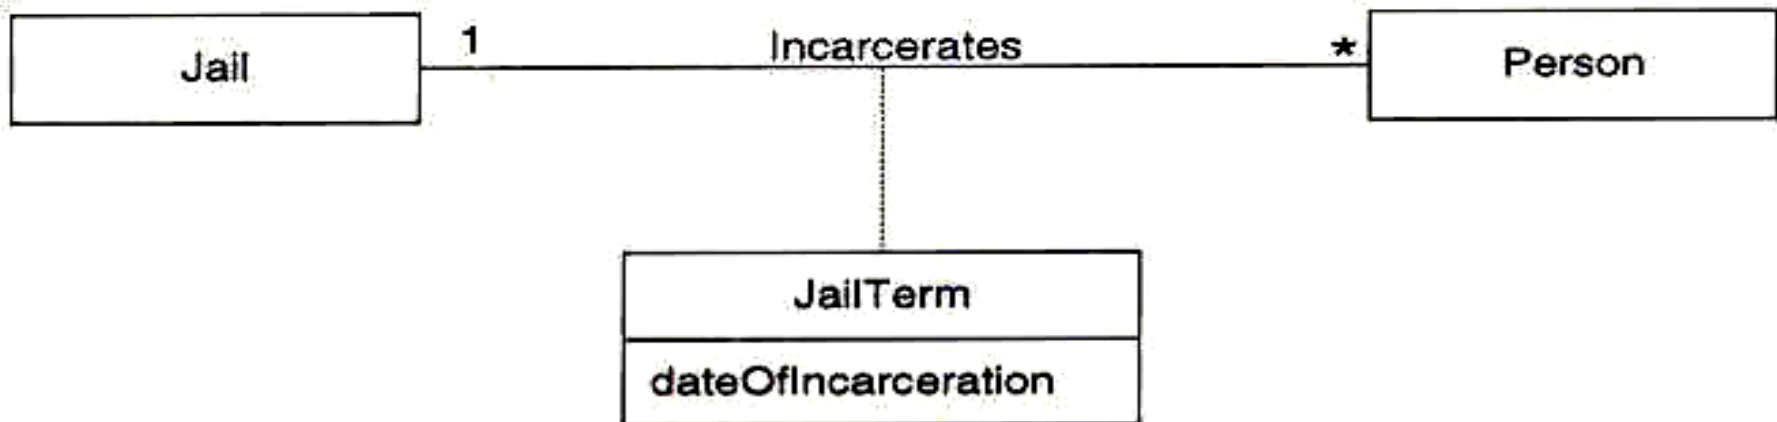 Jail
1
Incarcerates
*
Person
JailTerm
dateOfIncarceration